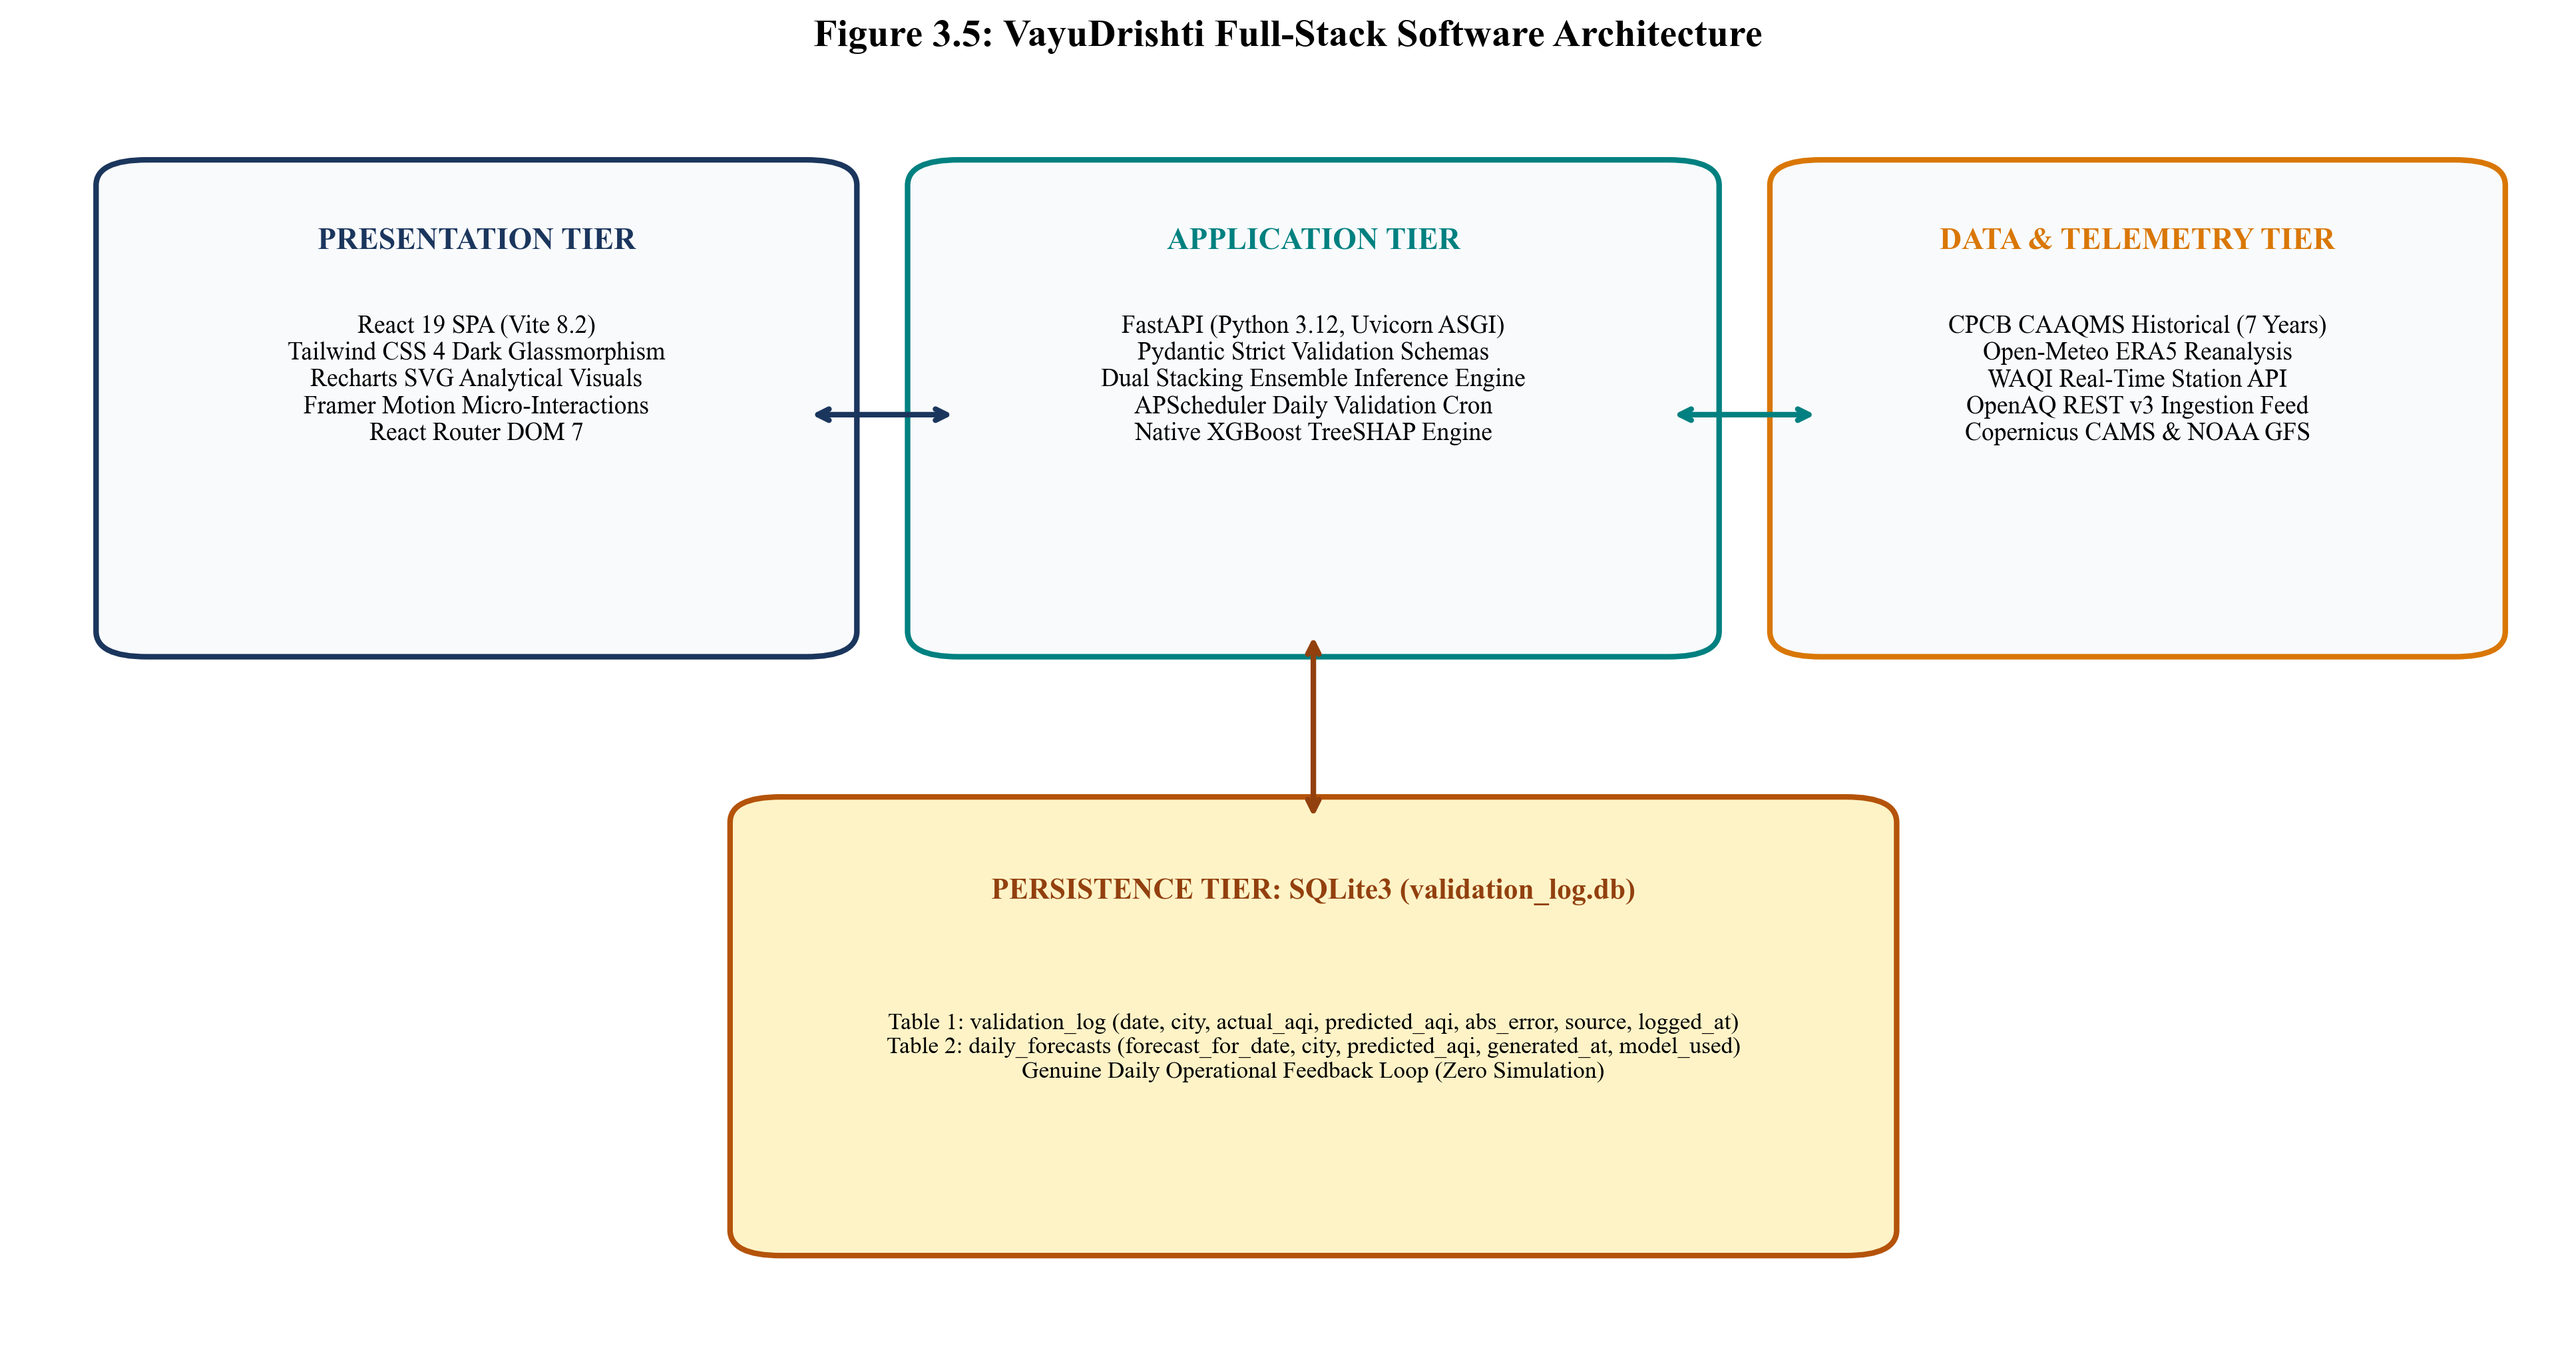 Figure 3.5: VayuDrishti Full-Stack Software Architecture
PRESENTATION TIER
React 19 SPA (Vite 8.2)
Tailwind CSS 4 Dark Glassmorphism
Recharts SVG Analytical Visuals
Framer Motion Micro-Interactions
React Router DOM 7
APPLICATION TIER
FastAPI (Python 3.12, Uvicorn ASGI)
Pydantic Strict Validation Schemas
Dual Stacking Ensemble Inference Engine
APScheduler Daily Validation Cron
Native XGBoost TreeSHAP Engine
DATA & TELEMETRY TIER
CPCB CAAQMS Historical (7 Years)
Open-Meteo ERA5 Reanalysis
WAQI Real-Time Station API
OpenAQ REST v3 Ingestion Feed
Copernicus CAMS & NOAA GFS
PERSISTENCE TIER: SQLite3 (validation_log.db)
Table 1: validation_log (date, city, actual_aqi, predicted_aqi, abs_error, source, logged_at)
Table 2: daily_forecasts (forecast_for_date, city, predicted_aqi, generated_at, model_used)
Genuine Daily Operational Feedback Loop (Zero Simulation)